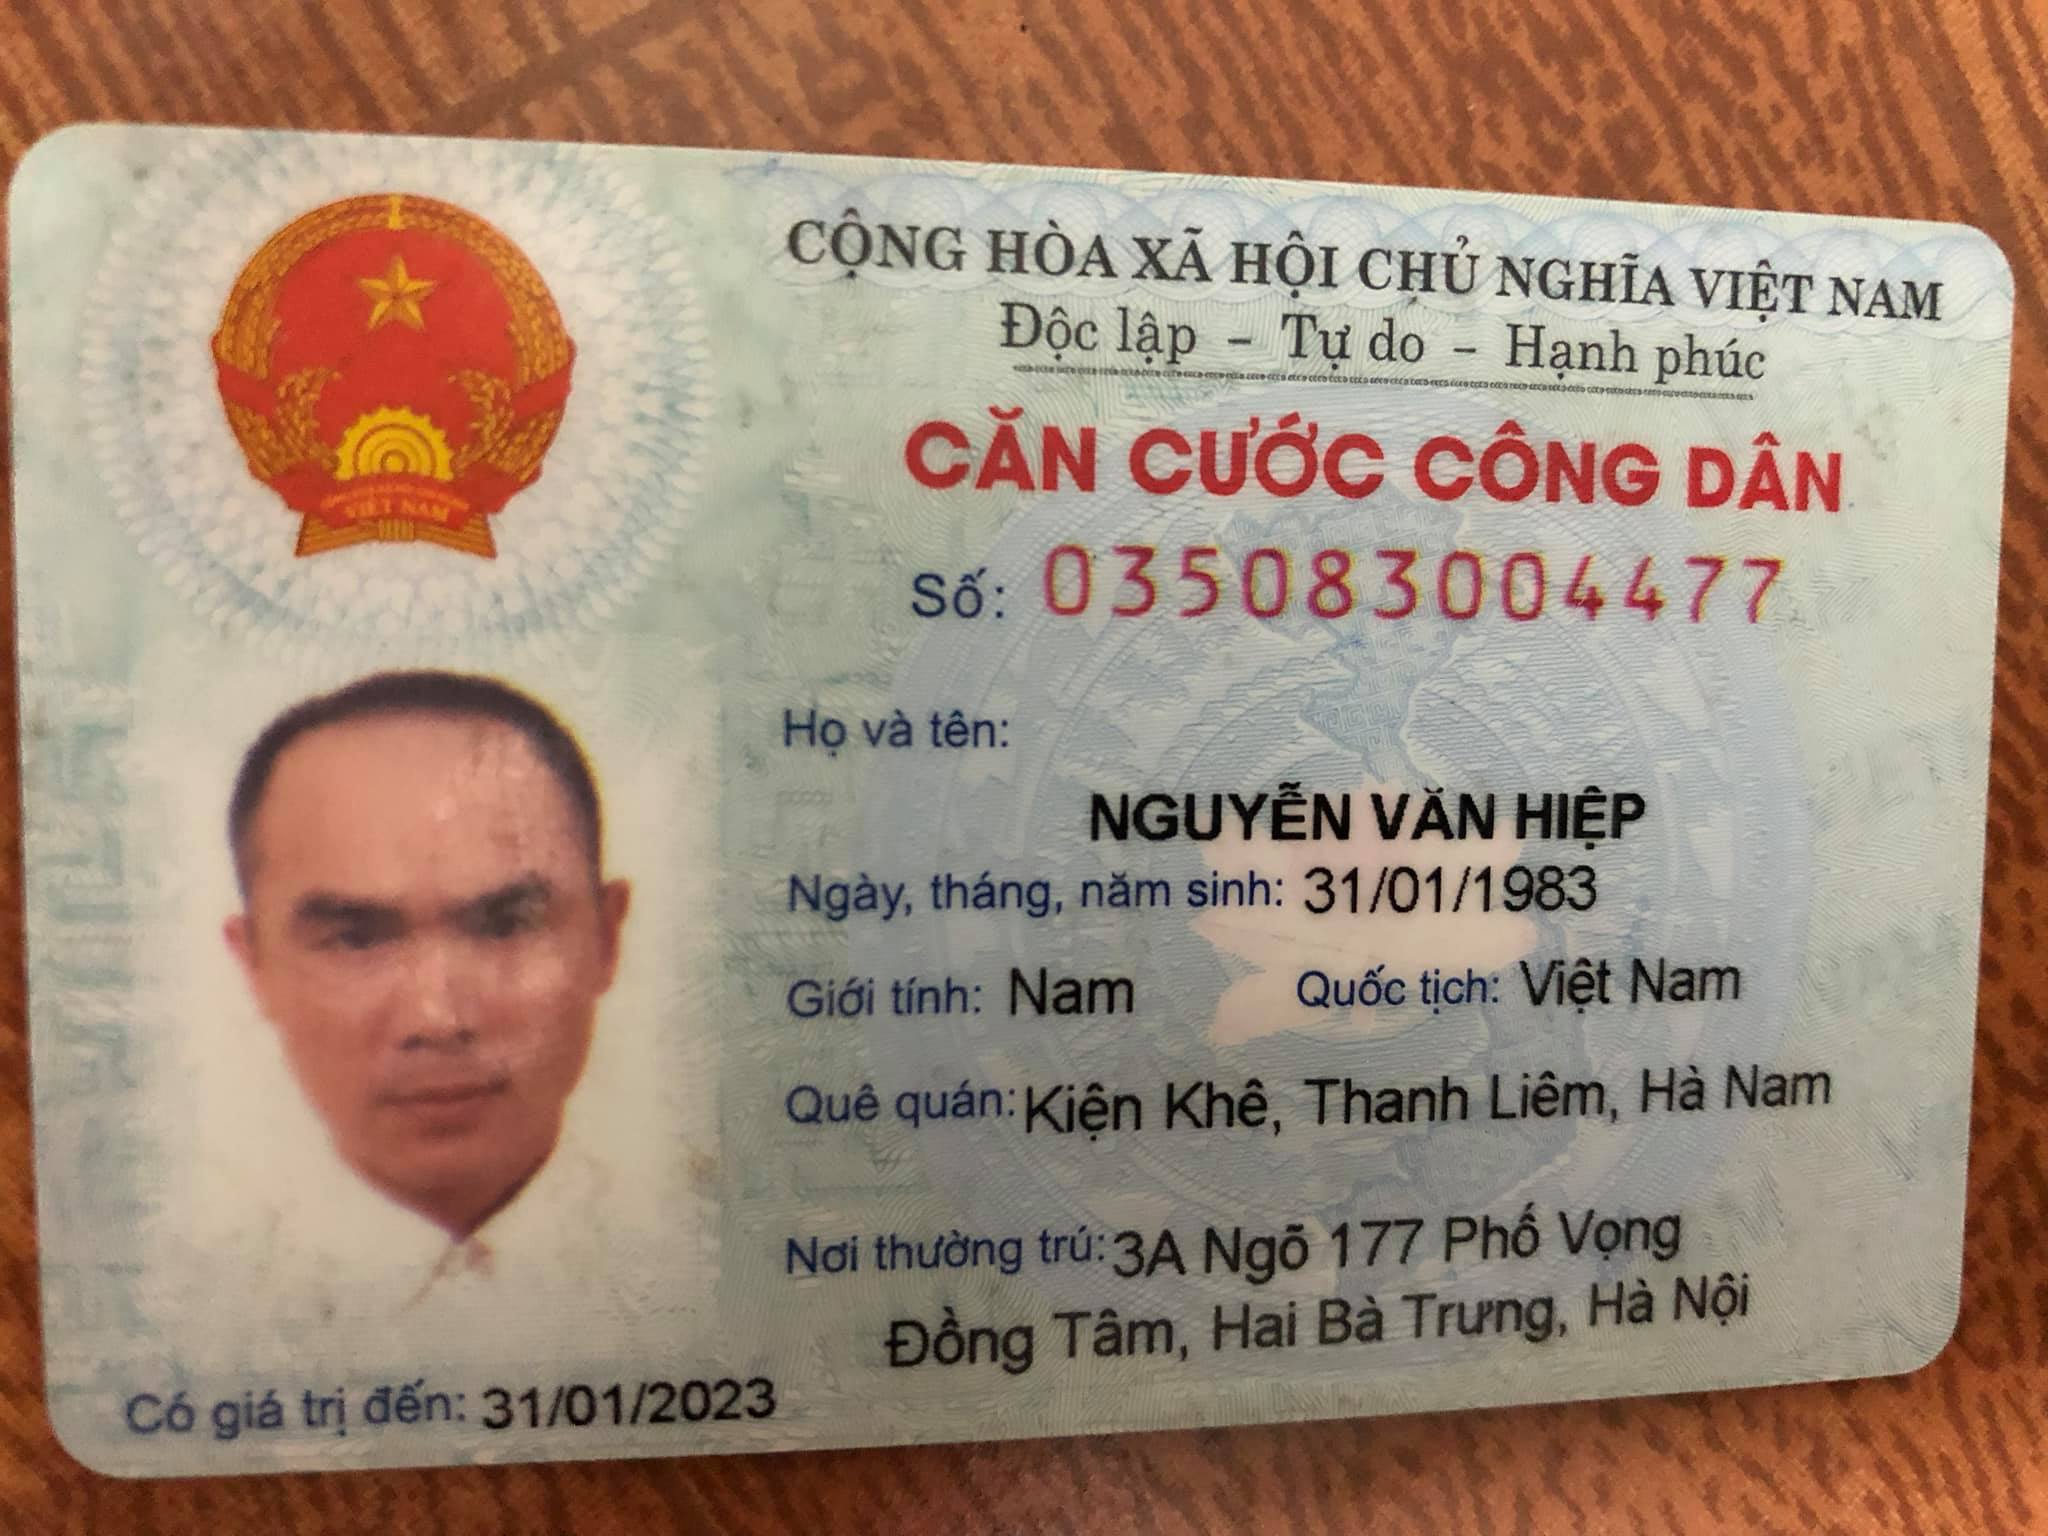 CỘNG HÒA XÃ HỘI CHỦ NGHĨA VIỆT NAM
Độc lập - Tự do - Hạnh phúc
CĂN CƯỚC CÔNG DÂN
Số: 035083004477
Họ và tên:
NGUYỄN VĂN HIỆP
Ngày, tháng, năm sinh: 31/01/1983
Giới tính: Nam Quốc tịch: Việt Nam
Quê quán: Kiện Khê, Thanh Liêm, Hà Nam
Nơi thường trú: 3A Ngõ 177 Phố Vọng
Đồng Tâm, Hai Bà Trưng, Hà Nội
Có giá trị đến: 31/01/2023
VIỆT NAM